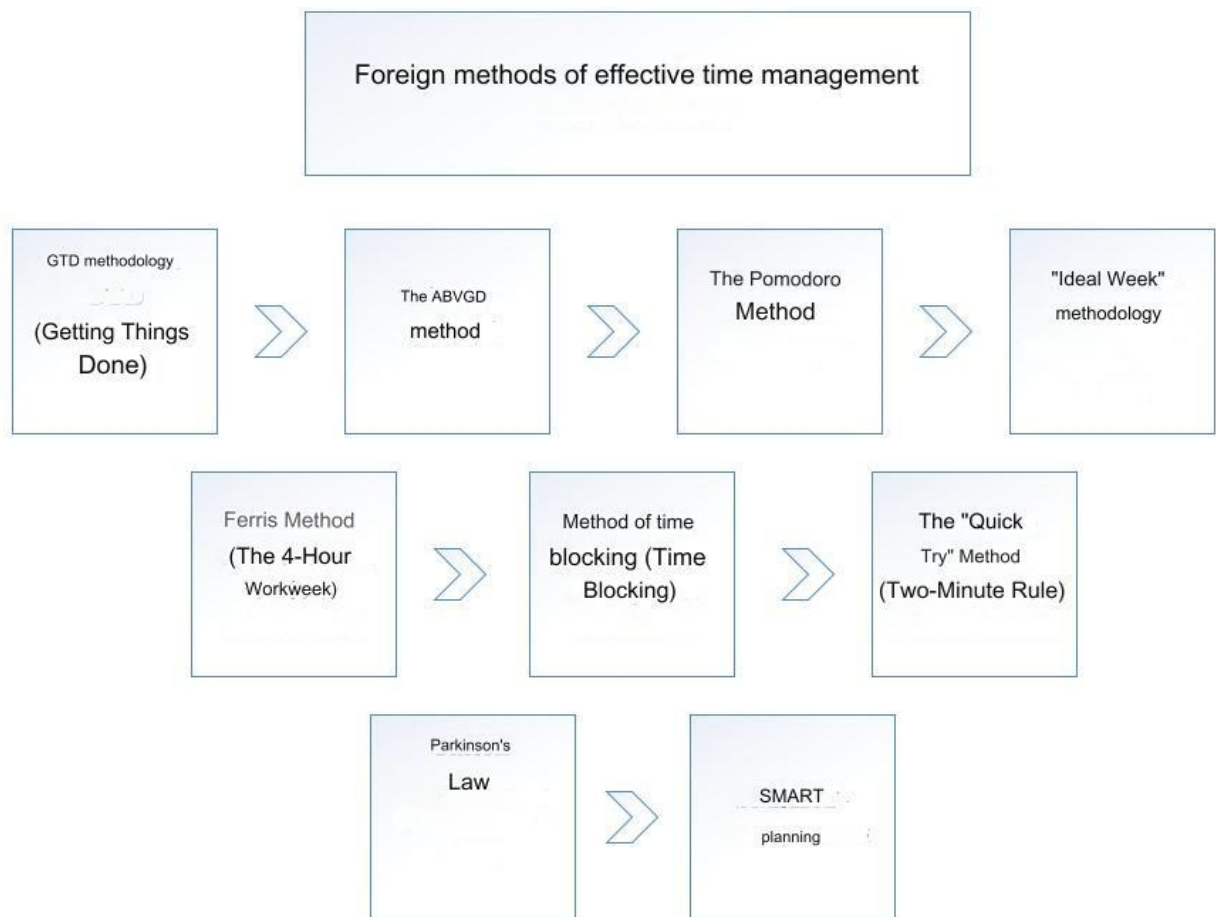 Foreign methods of effective time management
GTD methodology
(Getting Things
Done)
The ABVGD
method
The Pomodoro
Method
"Ideal Week"
methodology
Ferris Method
(The 4-Hour
Workweek)
Method of time
blocking (Time
Blocking)
The "Quick
Try" Method
(Two-Minute Rule)
Parkinson's
Law
SMART
planning